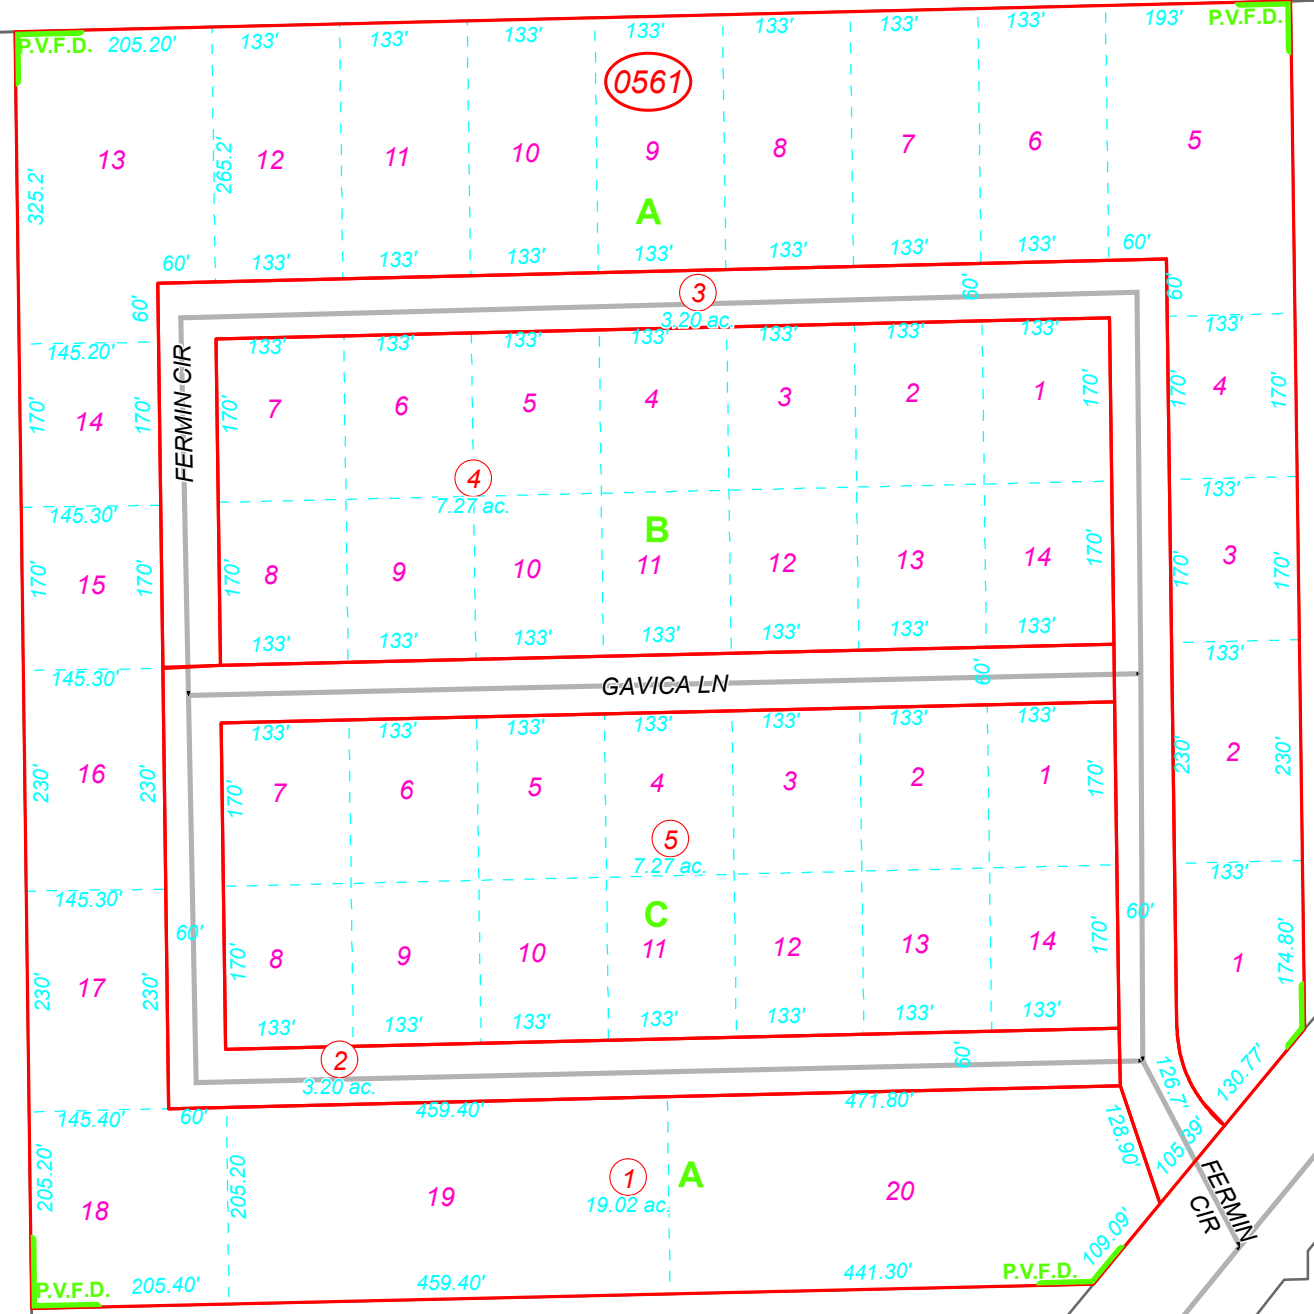 P.V.F.D. 205.20' 133' 133' 133' 133' 133' 133' 133' 193' P.V.F.D.
0561
13 12 11 10 9 8 7 6 5
325.2' 265.2'
A
60' 133' 133' 133' 133' 133' 133' 133' 60'
60' 3 60' 60'
3.20 ac.
145.20' 133' 133' 133' 133' 133' 133' 133' 133'
FERMIN CIR
170' 14 170' 170' 7 6 5 4 3 2 1 170' 170' 4 170'
4
7.27 ac.
145.30' 133'
B
170' 15 170' 170' 8 9 10 11 12 13 14 170' 170' 3 170'
133' 133' 133' 133' 133' 133' 133'
145.30' 60' 133'
GAVICA LN
133' 133' 133' 133' 133' 133' 133'
230' 16 230' 170' 7 6 5 4 3 2 1 170' 230' 2 230'
5
7.27 ac.
145.30' 133'
C
60' 60'
230' 17 230' 170' 8 9 10 11 12 13 14 170' 1 174.80'
133' 133' 133' 133' 133' 133' 133'
2 60'
3.20 ac.
126.7' 130.77'
145.40' 60' 459.40' 471.80'
128.90' 105.39'
205.20' 205.20 1 A
19.02 ac.
18 19 20
FERMIN
CIR
109.09'
P.V.F.D. 205.40' 459.40' 441.30' P.V.F.D.